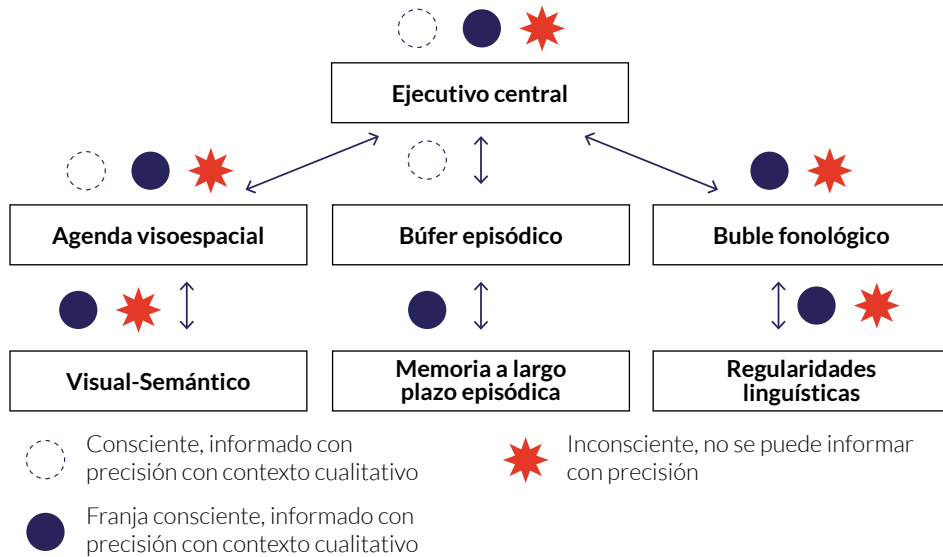 Ejecutivo central
Agenda visoespacial
Búfer episódico
Buble fonológico
Visual-Semántico
Memoria a largo
plazo episódica
Regularidades
linguísticas
Consciente, informado con
precisión con contexto cualitativo
Inconsciente, no se puede informar
con precisión
Franja consciente, informado con
precisión con contexto cualitativo